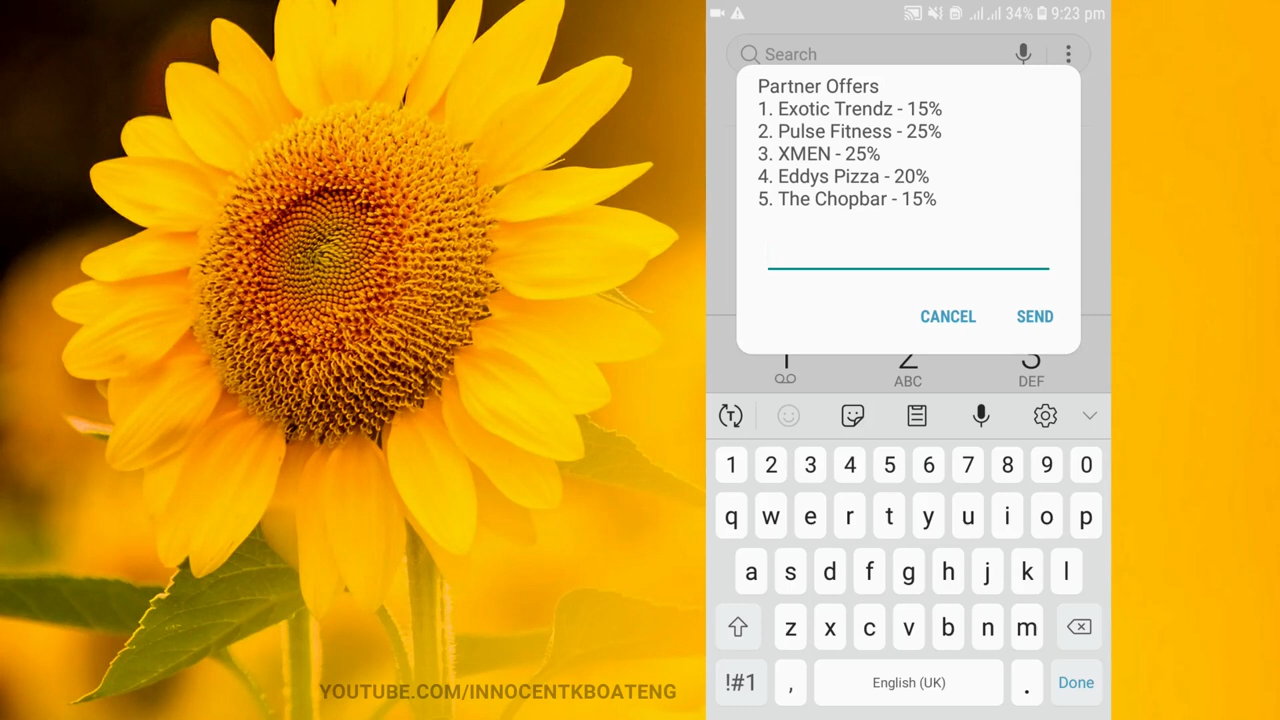 34% 9:23 pm
Search
Partner Offers
1. Exotic Trendz - 15%
2. Pulse Fitness - 25%
3. XMEN - 25%
4. Eddys Pizza - 20%
5. The Chopbar - 15%
CANCEL SEND
1 2 3
ABC DEF
T
1 2 3 4 5 6 7 8 9 0
q w e r t y u i o p
a s d f g h j k l
z x c v b n m
!#1 , English (UK) . Done
YOUTUBE.COM/INNOCENTKBOATENG